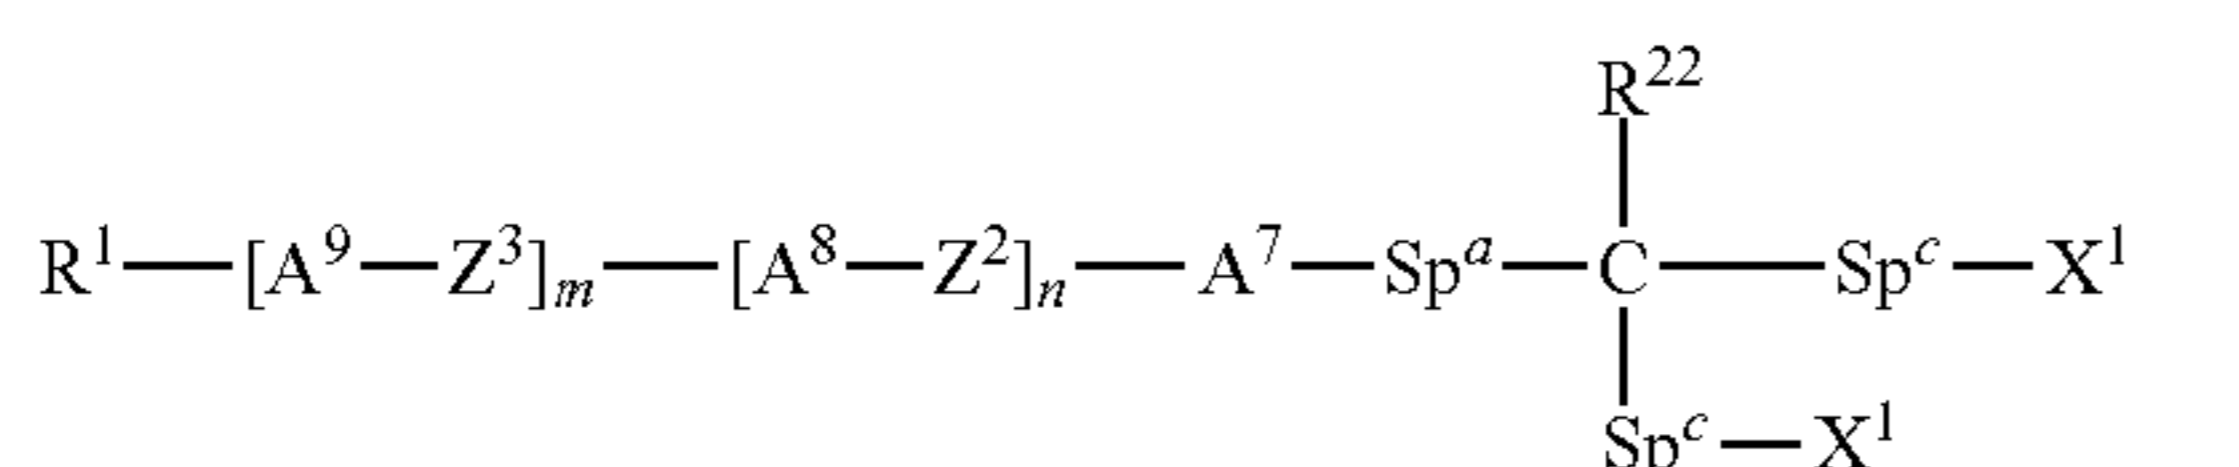 R²²
R¹—[A⁹—Z³]ₘ—[A⁸—Z²]ₙ—A⁷—Spᵃ—C—Spᶜ—X¹
Spᶜ—X¹